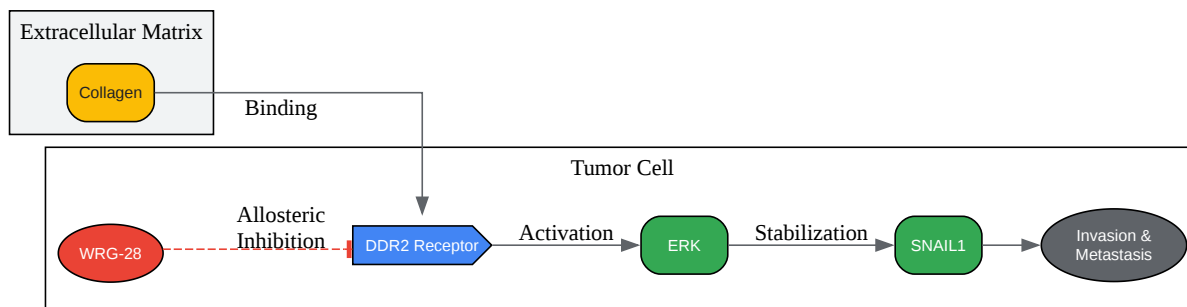 Extracellular Matrix
Collagen
Binding
Tumor Cell
WRG-28
Allosteric
Inhibition
DDR2 Receptor
Activation
ERK
Stabilization
SNAIL1
Invasion &
Metastasis